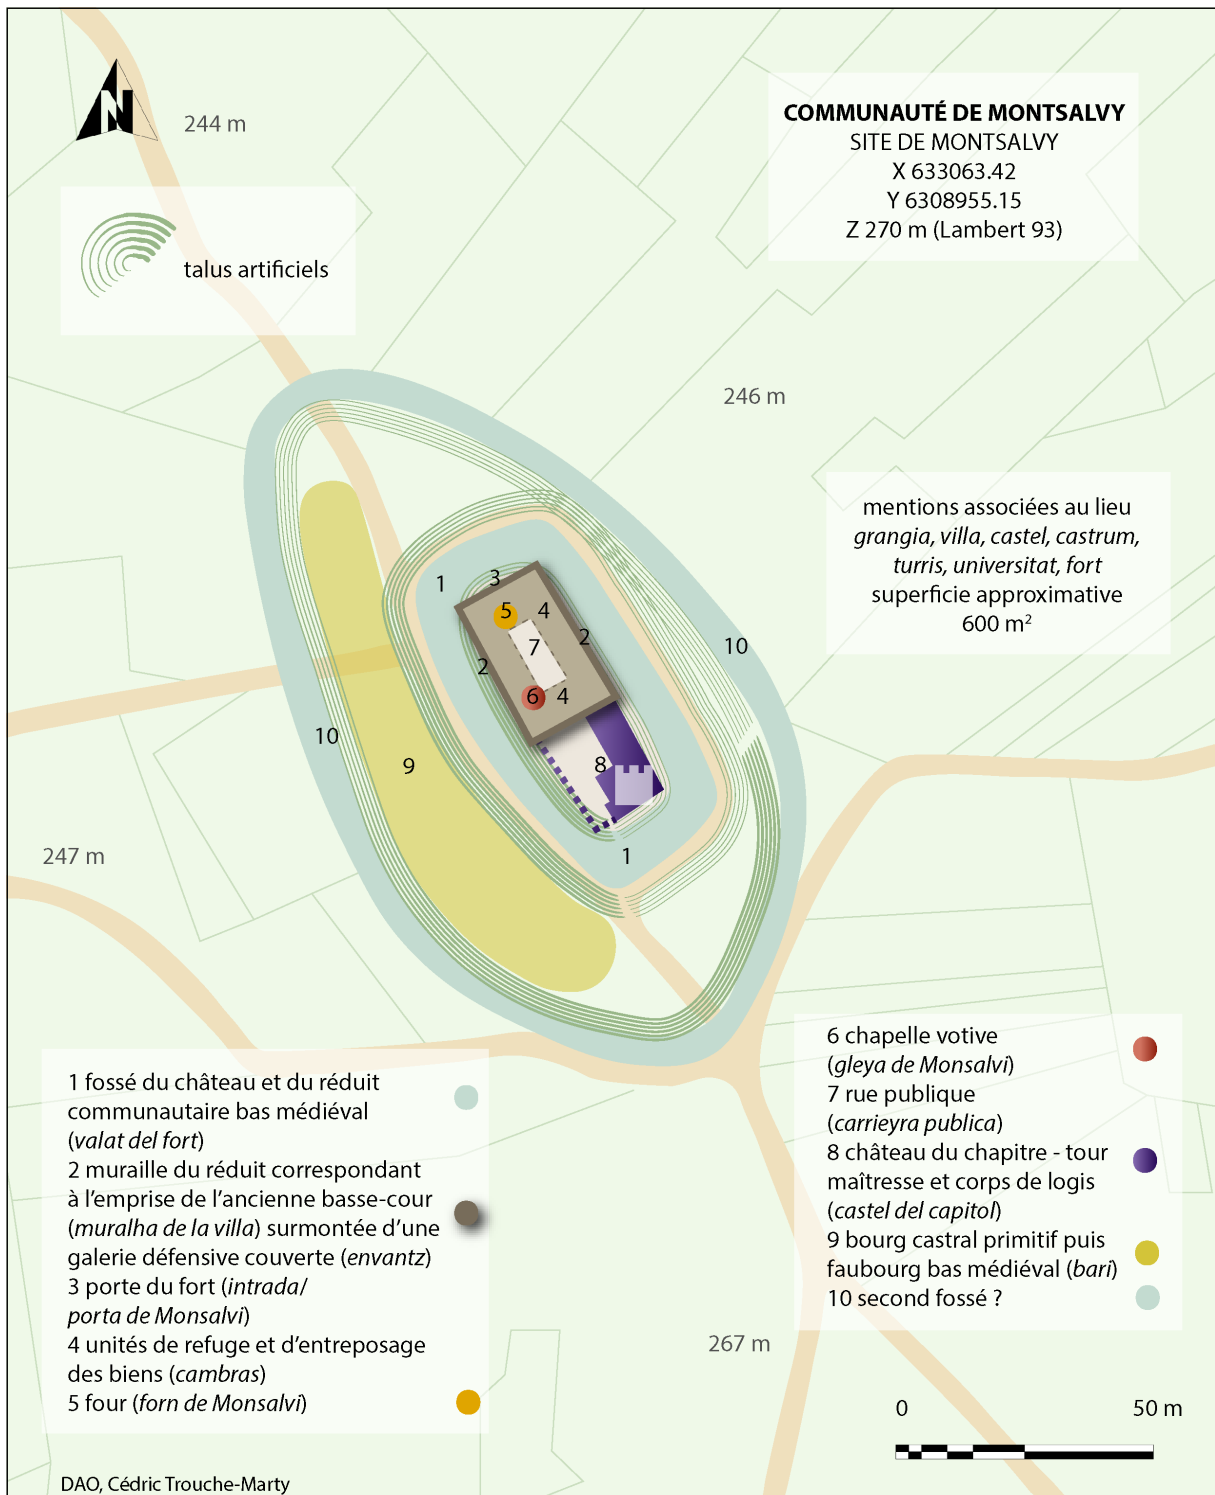 N
244 m
COMMUNAUTÉ DE MONTSALVY
SITE DE MONTSALVY
X 633063.42
Y 6308955.15
Z 270 m (Lambert 93)
talus artificiels
246 m
mentions associées au lieu
grangia, villa, castel, castrum,
turris, universitat, fort
superficie approximative
600 m²
1
3
5
4
2
7
2
6
4
10
10
9
8
1
247 m
1 fossé du château et du réduit
communautaire bas médiéval
(valat del fort)
2 muraille du réduit correspondant
à l’emprise de l’ancienne basse-cour
(muralha de la villa) surmontée d’une
galerie défensive couverte (envantz)
3 porte du fort (intrada/
porta de Monsalvi)
4 unités de refuge et d’entreposage
des biens (cambras)
5 four (forn de Monsalvi)
6 chapelle votive
(gleya de Monsalvi)
7 rue publique
(carrieyra publica)
8 château du chapitre - tour
maîtresse et corps de logis
(castel del capitol)
9 bourg castral primitif puis
faubourg bas médiéval (bari)
10 second fossé ?
267 m
0 50 m
DAO, Cédric Trouche-Marty